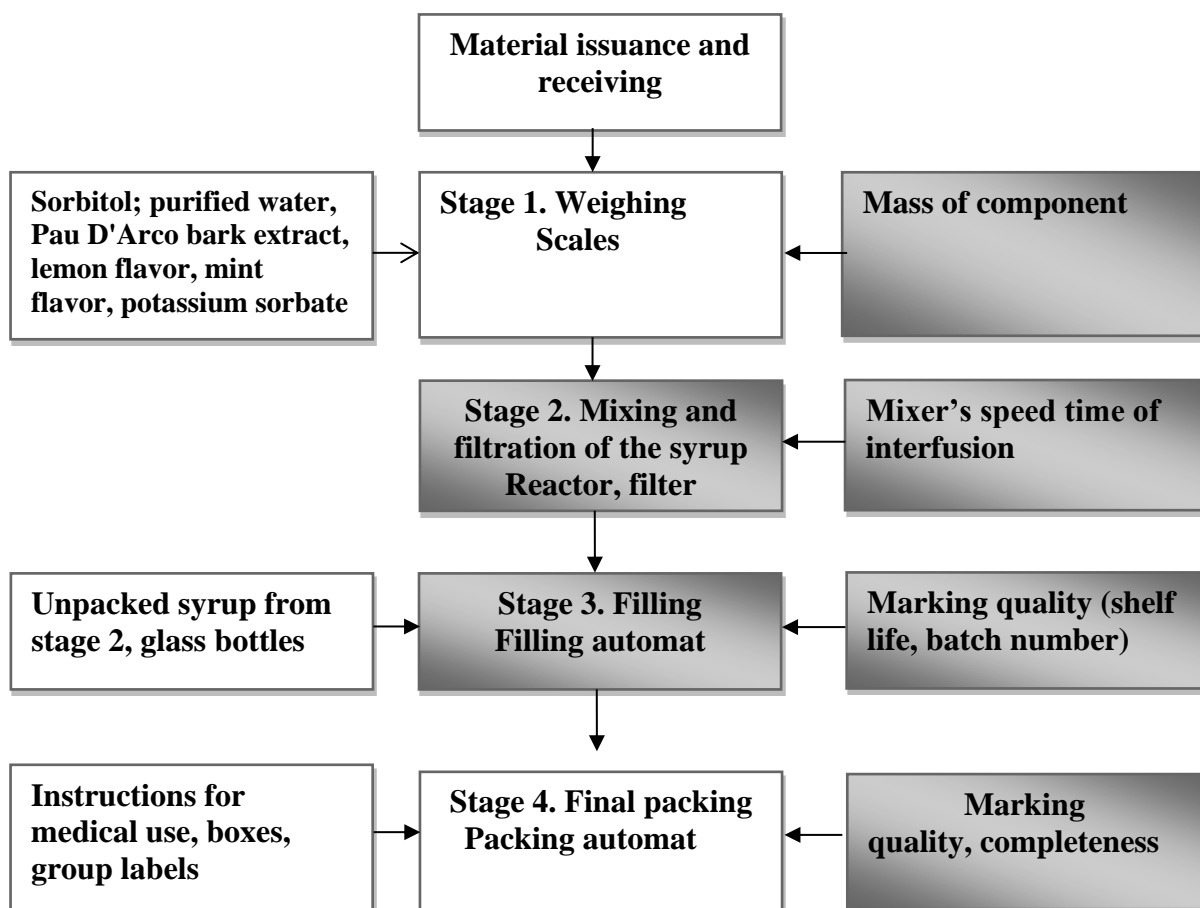 Material issuance and
receiving
Sorbitol; purified water,
Pau D'Arco bark extract,
lemon flavor, mint
flavor, potassium sorbate
Stage 1. Weighing
Scales
Mass of component
Stage 2. Mixing and
filtration of the syrup
Reactor, filter
Mixer’s speed time of
interfusion
Unpacked syrup from
stage 2, glass bottles
Stage 3. Filling
Filling automat
Marking quality (shelf
life, batch number)
Instructions for
medical use, boxes,
group labels
Stage 4. Final packing
Packing automat
Marking
quality, completeness